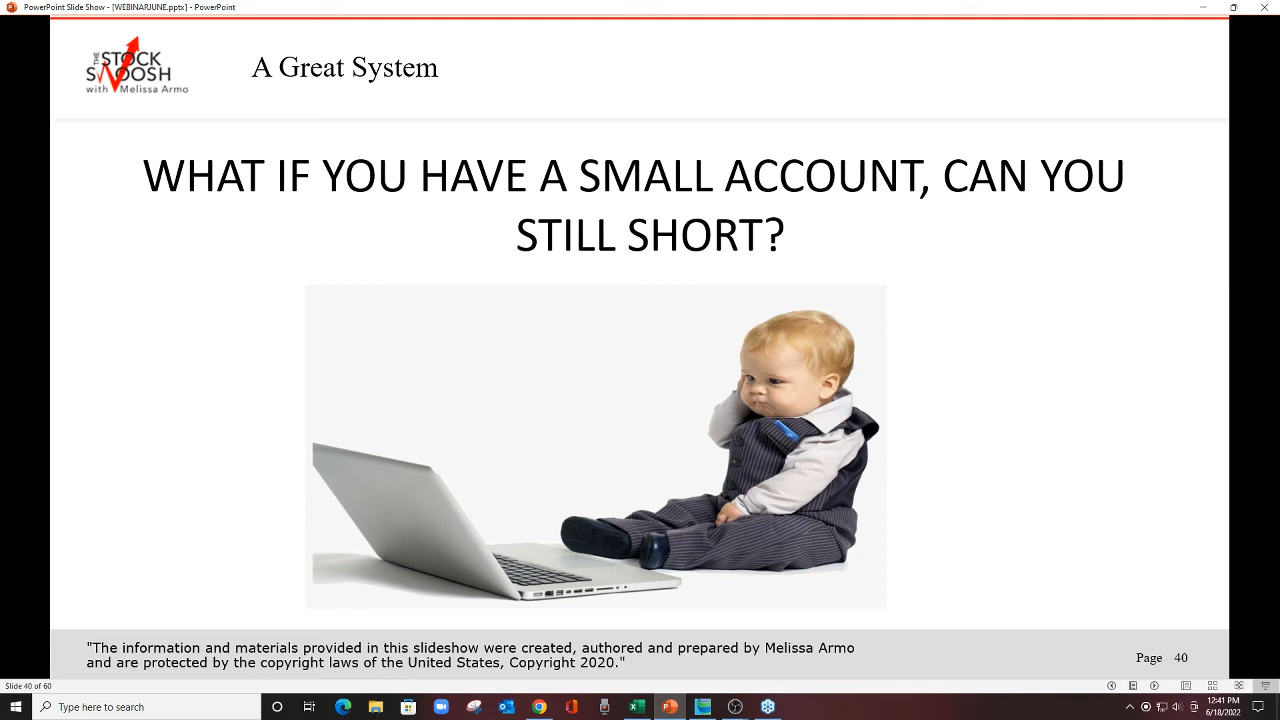 PowerPoint Slide Show - [WEBINARJUNE.pptx] - PowerPoint
THE
STOCK
SWOOSH
with Melissa Armo
A Great System
WHAT IF YOU HAVE A SMALL ACCOUNT, CAN YOU
STILL SHORT?
"The information and materials provided in this slideshow were created, authored and prepared by Melissa Armo
and are protected by the copyright laws of the United States, Copyright 2020."
Page 40
Slide 40 of 60
Type here to search
12:41 PM
6/18/2022